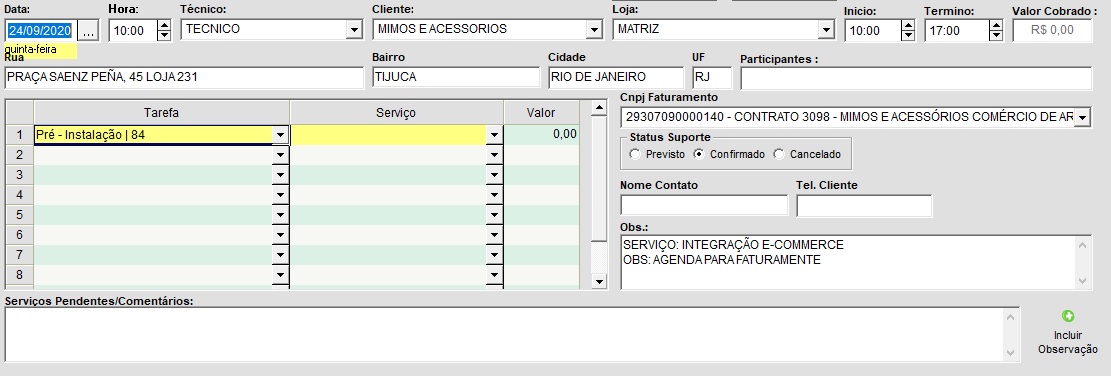 Data: Hora: Técnico: Cliente: Loja: Inicio: Termino: Valor Cobrado :
24/09/2020 ... 10:00 TECNICO MIMOS E ACESSORIOS MATRIZ 10:00 17:00 R$ 0,00
quinta-feira
Rua Bairro Cidade UF Participantes :
PRAÇA SAENZ PEÑA, 45 LOJA 231 TIJUCA RIO DE JANEIRO RJ
Cnpj Faturamento
Tarefa Serviço Valor
29307090000140 - CONTRATO 3098 - MIMOS E ACESSÓRIOS COMÉRCIO DE AR
1 Pré - Instalação | 84 0,00
Status Suporte
2
Previsto Confirmado Cancelado
3
4
Nome Contato Tel. Cliente
5
6
Obs.:
SERVIÇO: INTEGRAÇÃO E-COMMERCE
7
OBS: AGENDA PARA FATURAMENTE
8
Serviços Pendentes/Comentários:
Incluir
Observação